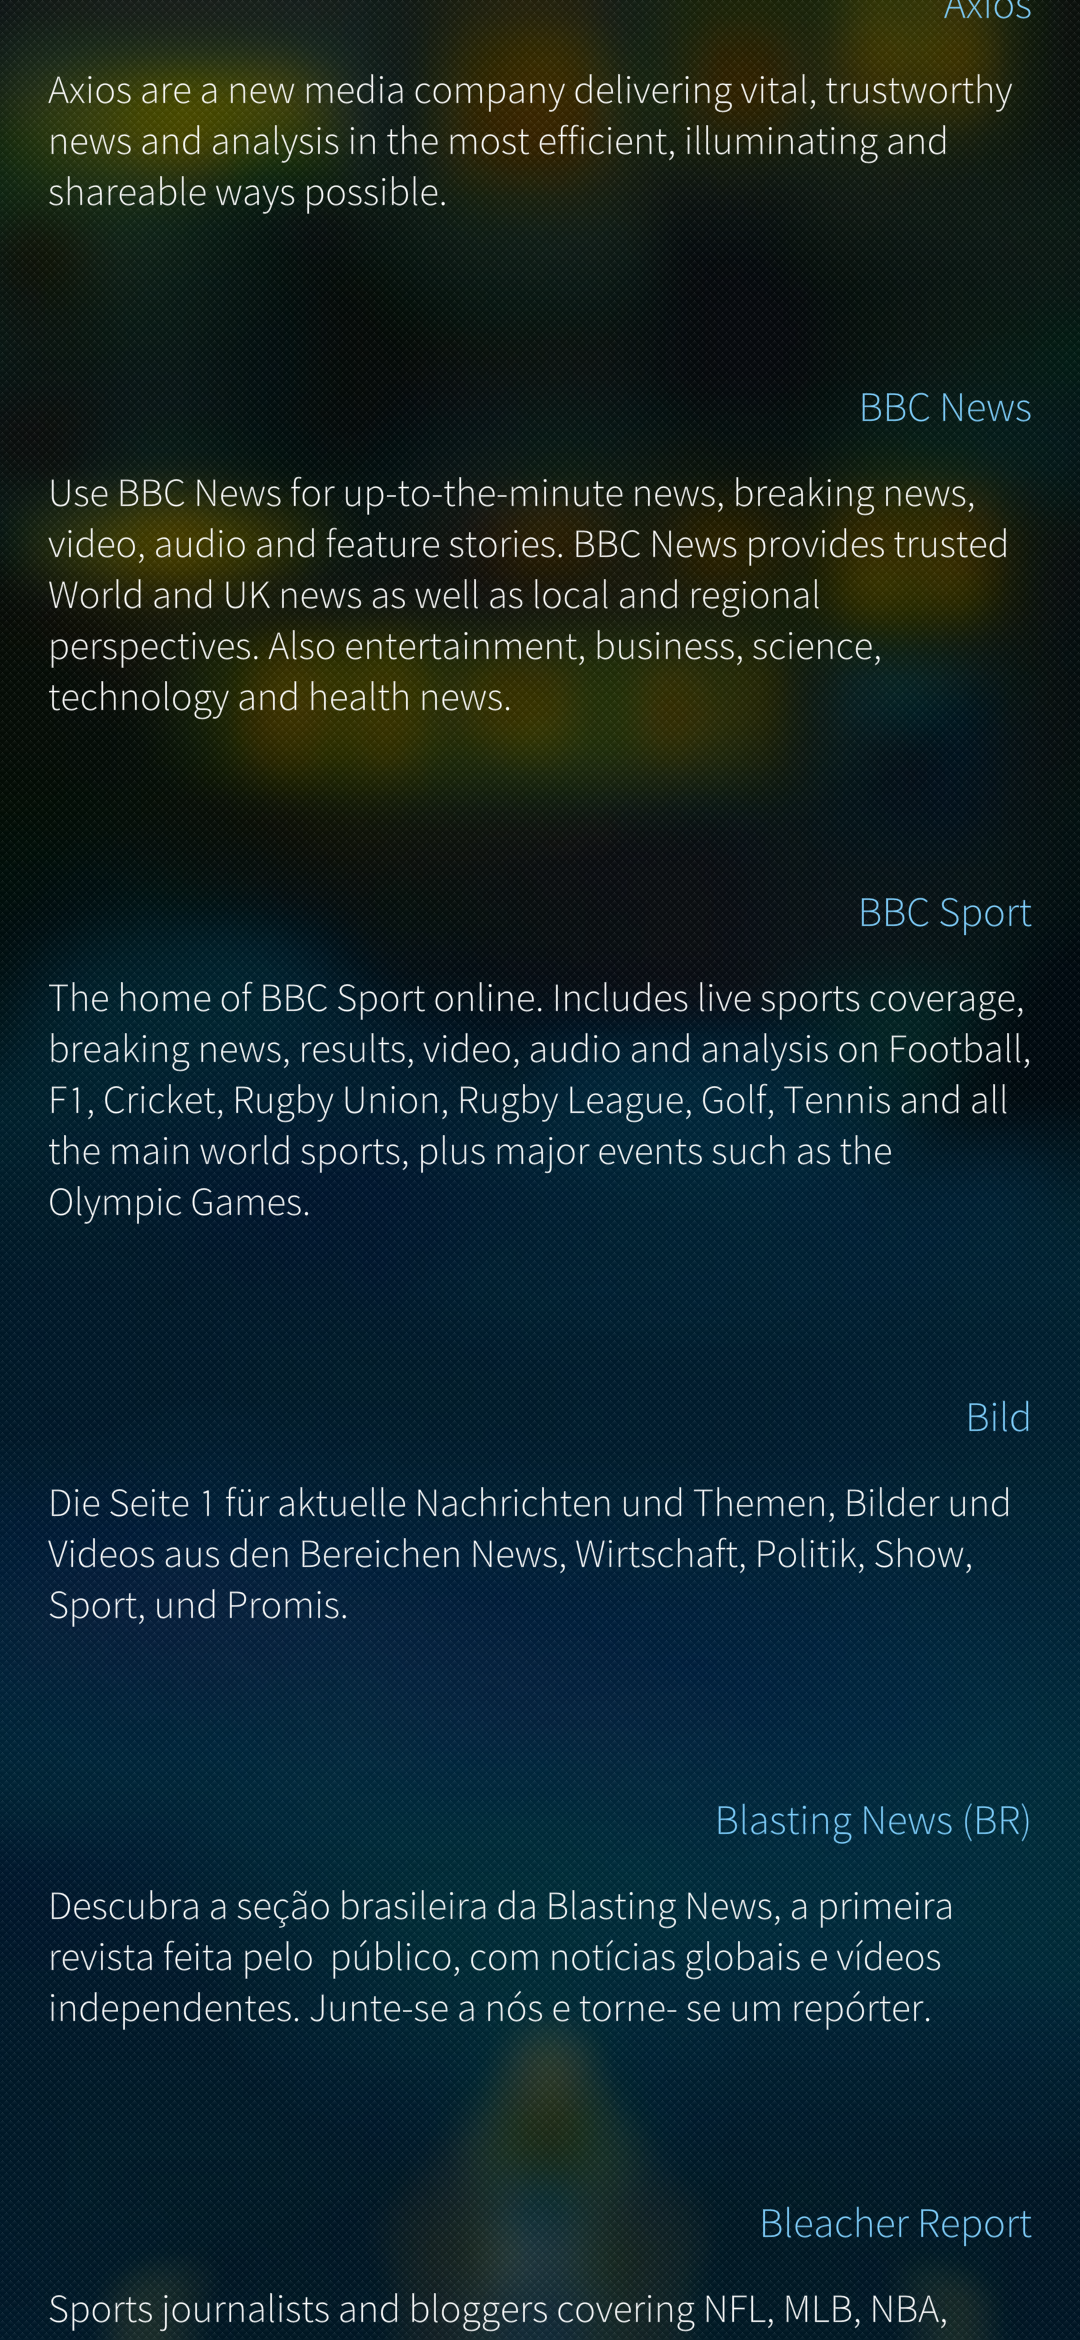 Axios
Axios are a new media company delivering vital, trustworthy
news and analysis in the most efficient, illuminating and
shareable ways possible.
BBC News
Use BBC News for up-to-the-minute news, breaking news,
video, audio and feature stories. BBC News provides trusted
World and UK news as well as local and regional
perspectives. Also entertainment, business, science,
technology and health news.
BBC Sport
The home of BBC Sport online. Includes live sports coverage,
breaking news, results, video, audio and analysis on Football,
F1, Cricket, Rugby Union, Rugby League, Golf, Tennis and all
the main world sports, plus major events such as the
Olympic Games.
Bild
Die Seite 1 für aktuelle Nachrichten und Themen, Bilder und
Videos aus den Bereichen News, Wirtschaft, Politik, Show,
Sport, und Promis.
Blasting News (BR)
Descubra a seção brasileira da Blasting News, a primeira
revista feita pelo  público, com notícias globais e vídeos
independentes. Junte-se a nós e torne- se um repórter.
Bleacher Report
Sports journalists and bloggers covering NFL, MLB, NBA,